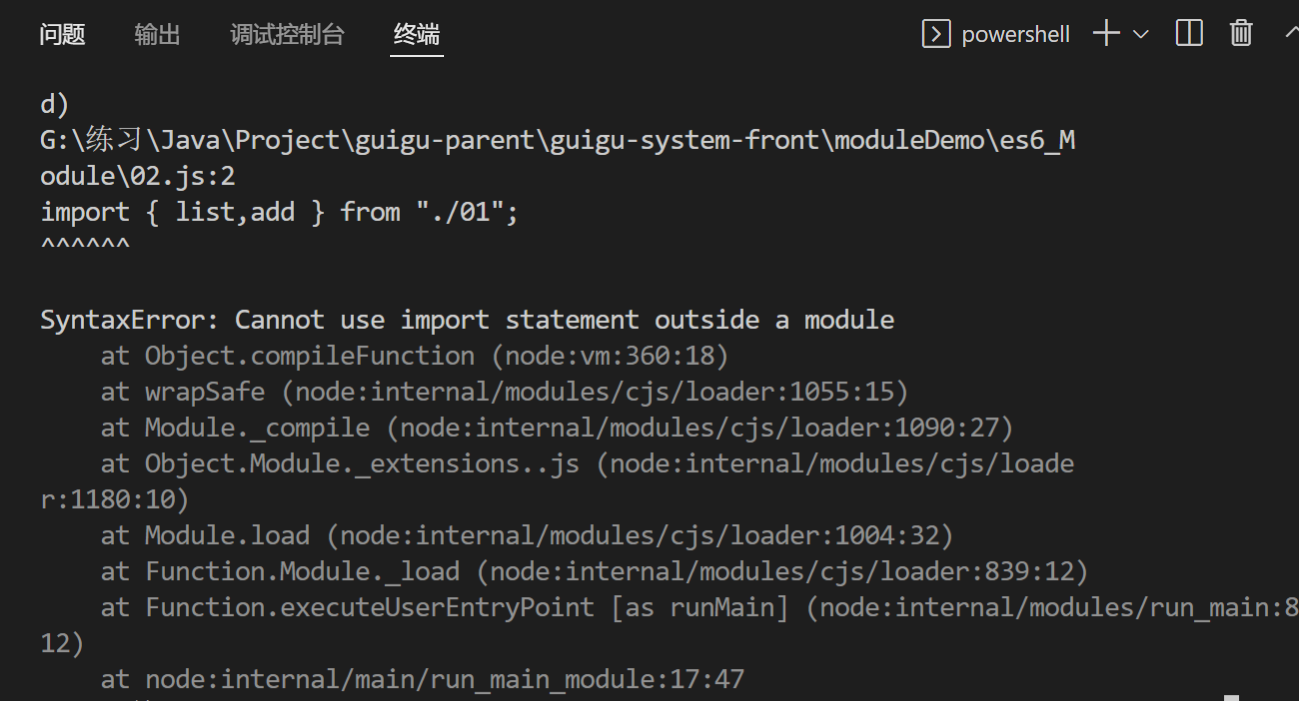 问题 输出 调试控制台 终端 powershell
d)
G:\练习\Java\Project\guigu-parent\guigu-system-front\moduleDemo\es6_M
odule\02.js:2
import { list,add } from "./01";
^^^^^^
SyntaxError: Cannot use import statement outside a module
at Object.compileFunction (node:vm:360:18)
at wrapSafe (node:internal/modules/cjs/loader:1055:15)
at Module._compile (node:internal/modules/cjs/loader:1090:27)
at Object.Module._extensions..js (node:internal/modules/cjs/loade
r:1180:10)
at Module.load (node:internal/modules/cjs/loader:1004:32)
at Function.Module._load (node:internal/modules/cjs/loader:839:12)
at Function.executeUserEntryPoint [as runMain] (node:internal/modules/run_main:8
12)
at node:internal/main/run_main_module:17:47